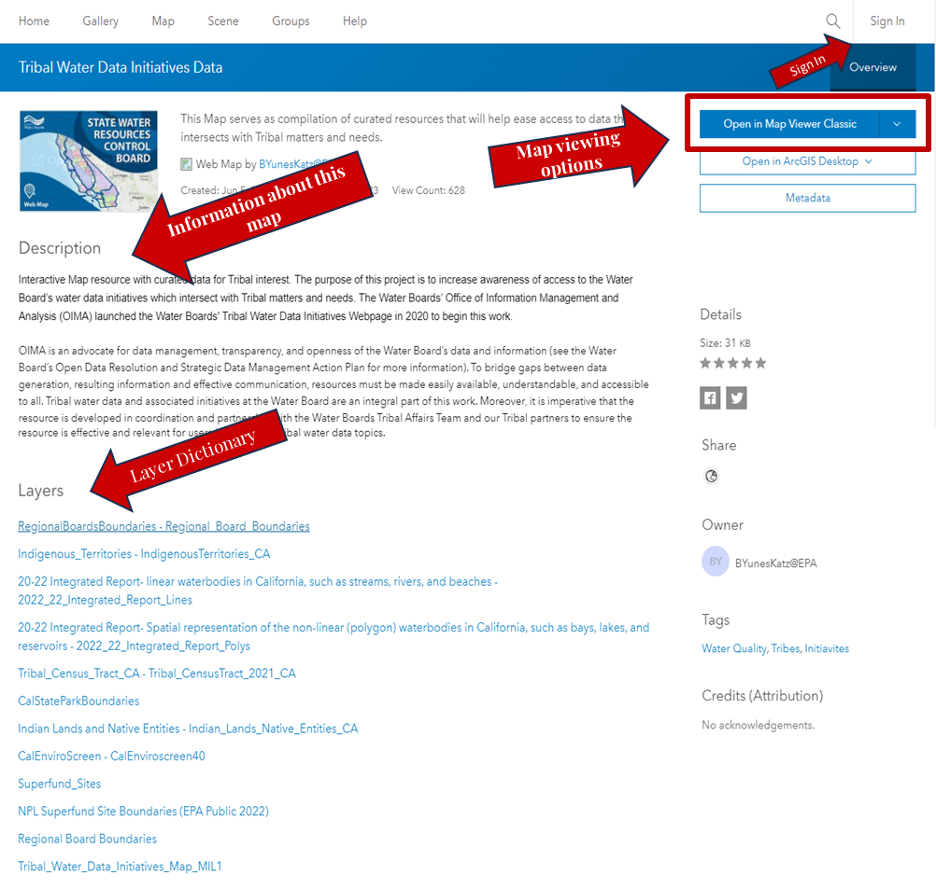 Home Gallery Map Scene Groups Help Sign In
Sign In
Tribal Water Data Initiatives Data
Overview
STATE WATER
RESOURCES
CONTROL
BOARD
Web Map
This Map serves as compilation of curated resources that will help ease access to data th
intersects with Tribal matters and needs.
Web Map by BYunesKatz@EP
Created: Jun 3 View Count: 628
Map viewing
options
Open in Map Viewer Classic
Open in ArcGIS Desktop
Metadata
Information about this
map
Description
Interactive Map resource with curated data for Tribal interest. The purpose of this project is to increase awareness of access to the Water
Board's water data initiatives which intersect with Tribal matters and needs. The Water Boards' Office of Information Management and
Analysis (OIMA) launched the Water Boards' Tribal Water Data Initiatives Webpage in 2020 to begin this work.
OIMA is an advocate for data management, transparency, and openness of the Water Board's data and information (see the Water
Board's Open Data Resolution and Strategic Data Management Action Plan for more information). To bridge gaps between data
generation, resulting information and effective communication, resources must be made easily available, understandable, and accessible
to all. Tribal water data and associated initiatives at the Water Board are an integral part of this work. Moreover, it is imperative that the
resource is developed in coordination and partner with the Water Boards Tribal Affairs Team and our Tribal partners to ensure the
resource is effective and relevant for user ibal water data topics.
Layer Dictionary
Layers
RegionalBoardsBoundaries - Regional_Board_Boundaries
Indigenous_Territories - IndigenousTerritories_CA
20-22 Integrated Report- linear waterbodies in California, such as streams, rivers, and beaches -
2022_22_Integrated_Report_Lines
20-22 Integrated Report- Spatial representation of the non-linear (polygon) waterbodies in California, such as bays, lakes, and
reservoirs - 2022_22_Integrated_Report_Polys
Tribal_Census_Tract_CA - Tribal_CensusTract_2021_CA
CalStateParkBoundaries
Indian Lands and Native Entities - Indian_Lands_Native_Entities_CA
CalEnviroScreen - CalEnviroscreen40
Superfund_Sites
NPL Superfund Site Boundaries (EPA Public 2022)
Regional Board Boundaries
Tribal_Water_Data_Initiatives_Map_MIL1
Details
Size: 31 KB
Share
Owner
BY BYunesKatz@EPA
Tags
Water Quality, Tribes, Initiavites
Credits (Attribution)
No acknowledgements.